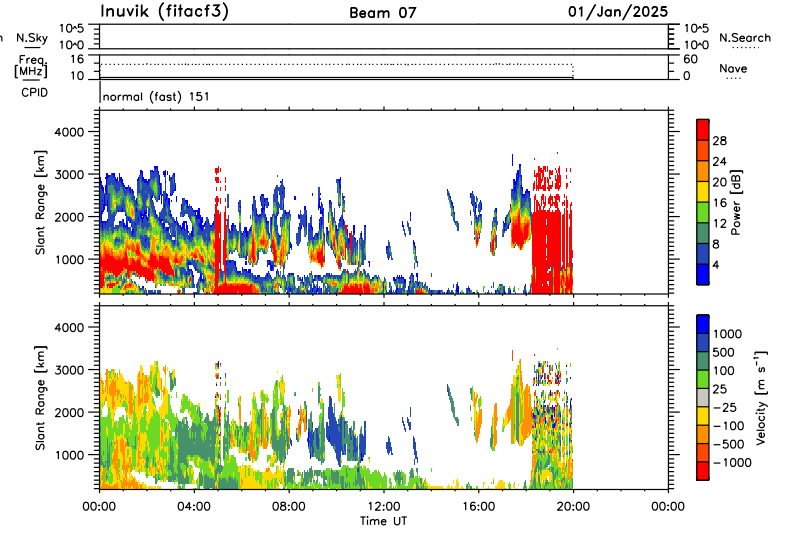 Inuvik (fitacf3) Beam 07 01/Jan/2025
10^5 10^5
N.Sky N.Search
10^0 10^0
Freq. 16 60
[MHz] 10 0 Nave
CPID
normal (fast) 151
4000
3000
2000
1000
Slant Range [km]
28
24
20
16
12
8
4
Power [dB]
4000
3000
2000
1000
Slant Range [km]
1000
500
100
25
−25
−100
−500
−1000
Velocity [m s⁻¹]
00:00 04:00 08:00 12:00 16:00 20:00 00:00
Time UT